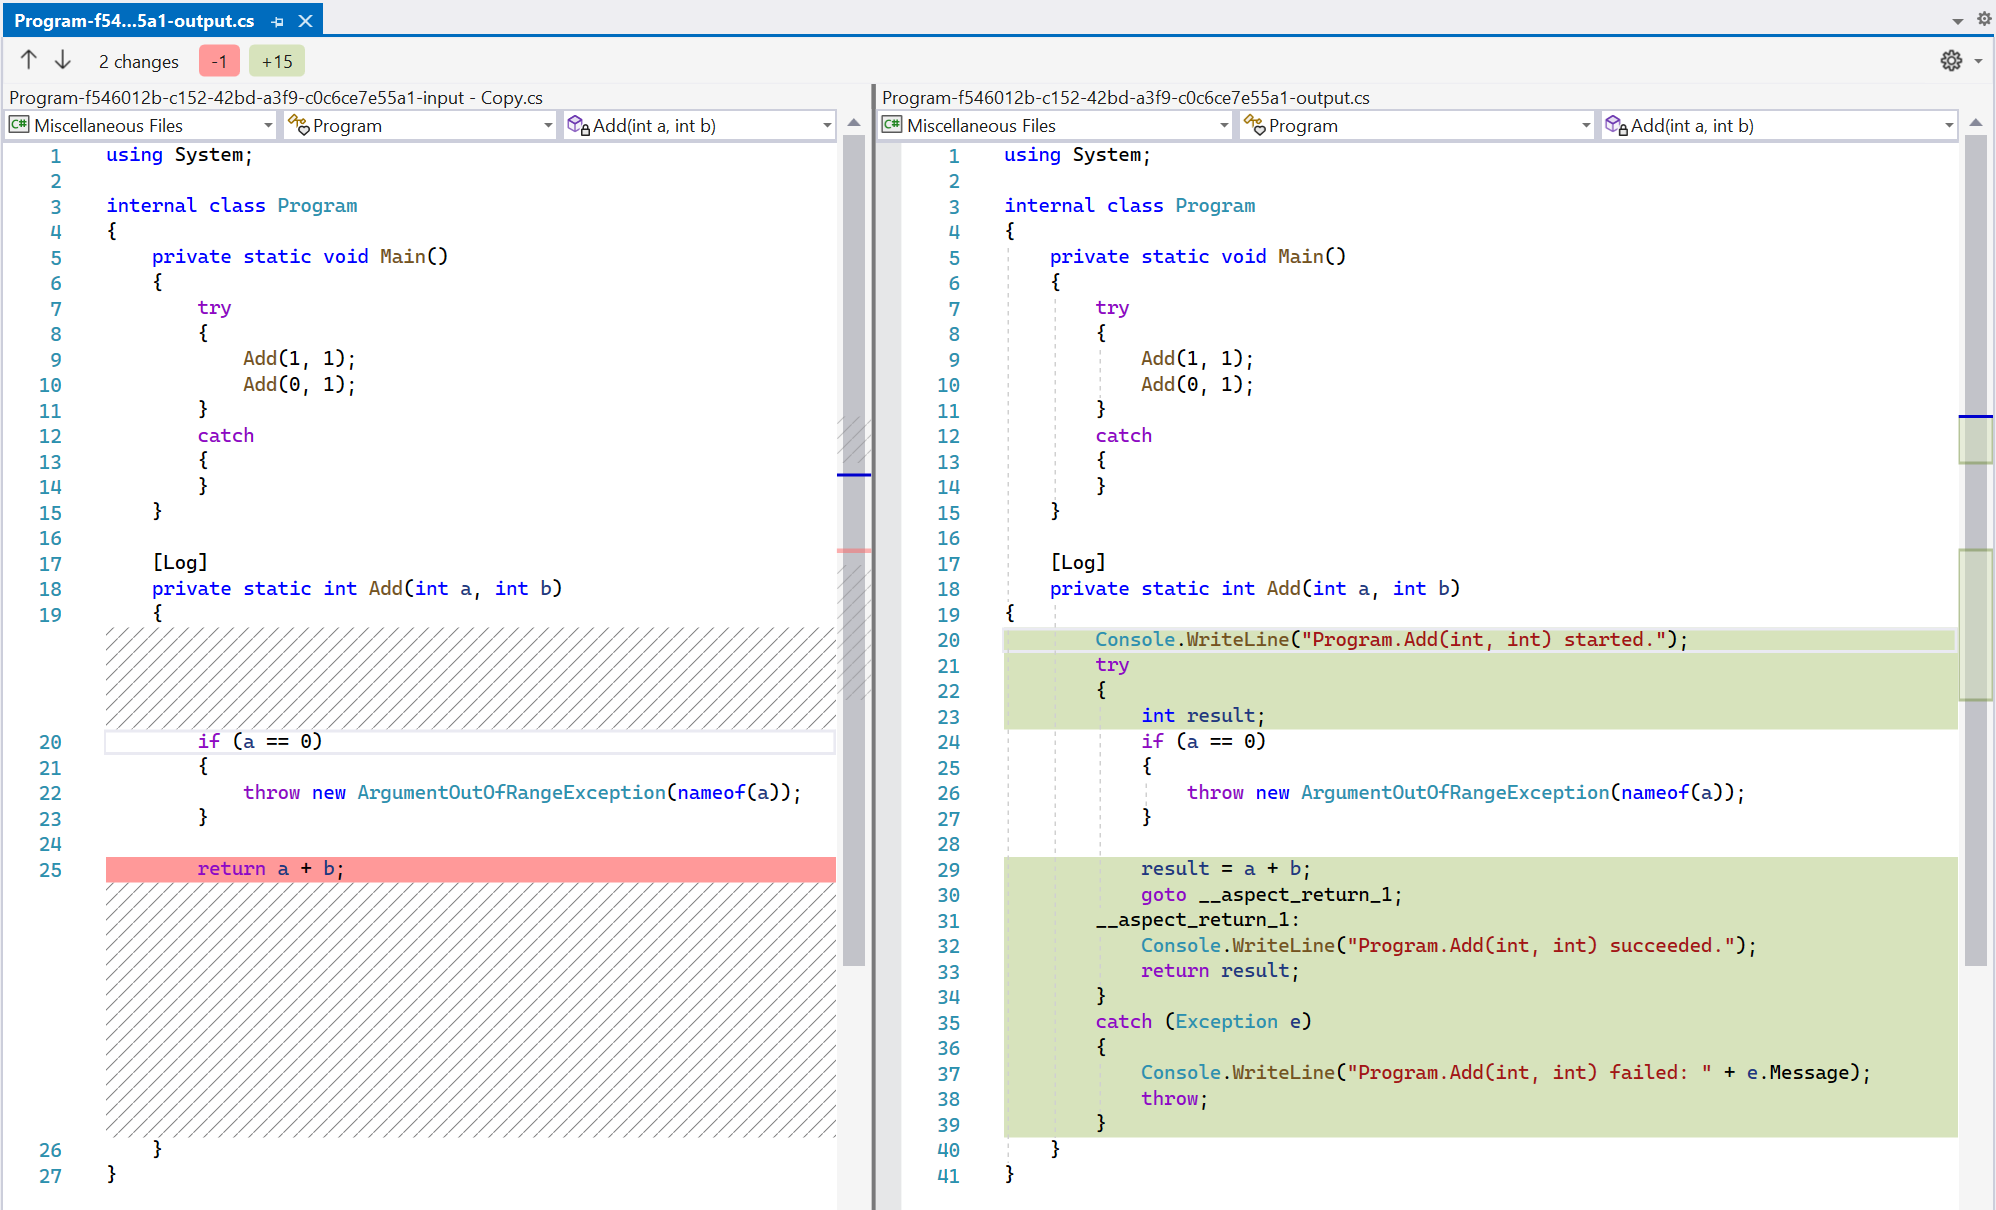 Program-f54...5a1-output.cs
2 changes -1 +15
Program-f546012b-c152-42bd-a3f9-c0c6ce7e55a1-input - Copy.cs
C# Miscellaneous Files Program Add(int a, int b)
1 using System;
2
3 internal class Program
4 {
5     private static void Main()
6     {
7         try
8         {
9             Add(1, 1);
10             Add(0, 1);
11         }
12         catch
13         {
14         }
15     }
16
17     [Log]
18     private static int Add(int a, int b)
19     {
20         if (a == 0)
21         {
22             throw new ArgumentOutOfRangeException(nameof(a));
23         }
24
25         return a + b;
26     }
27 }
Program-f546012b-c152-42bd-a3f9-c0c6ce7e55a1-output.cs
C# Miscellaneous Files Program Add(int a, int b)
1 using System;
2
3 internal class Program
4 {
5     private static void Main()
6     {
7         try
8         {
9             Add(1, 1);
10             Add(0, 1);
11         }
12         catch
13         {
14         }
15     }
16
17     [Log]
18     private static int Add(int a, int b)
19 {
20         Console.WriteLine("Program.Add(int, int) started.");
21         try
22         {
23             int result;
24             if (a == 0)
25             {
26                 throw new ArgumentOutOfRangeException(nameof(a));
27             }
28
29             result = a + b;
30             goto __aspect_return_1;
31         __aspect_return_1:
32             Console.WriteLine("Program.Add(int, int) succeeded.");
33             return result;
34         }
35         catch (Exception e)
36         {
37             Console.WriteLine("Program.Add(int, int) failed: " + e.Message);
38             throw;
39         }
40     }
41 }